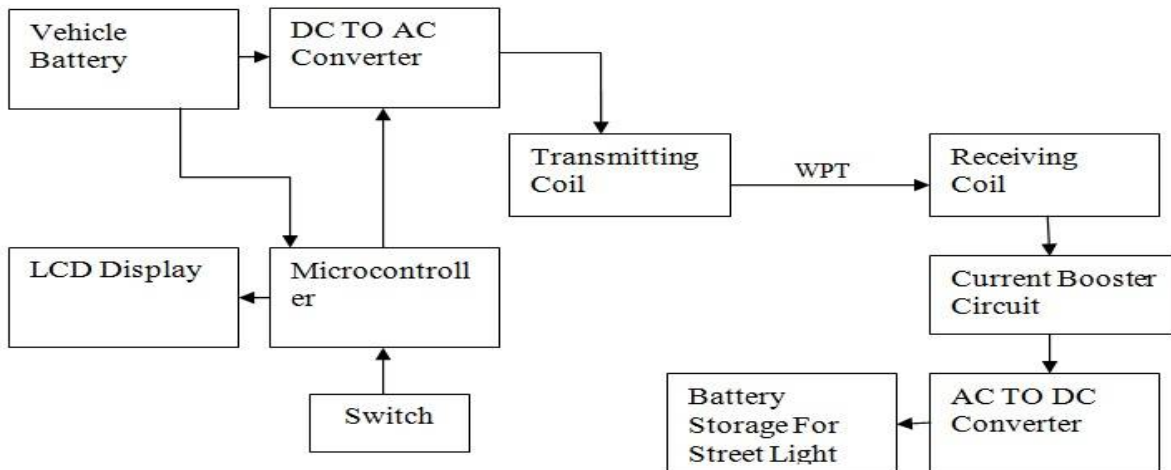 Vehicle
Battery
DC TO AC
Converter
Transmitting
Coil
WPT
Receiving
Coil
LCD Display
Microcontroll
er
Current Booster
Circuit
Switch
Battery
Storage For
Street Light
AC TO DC
Converter